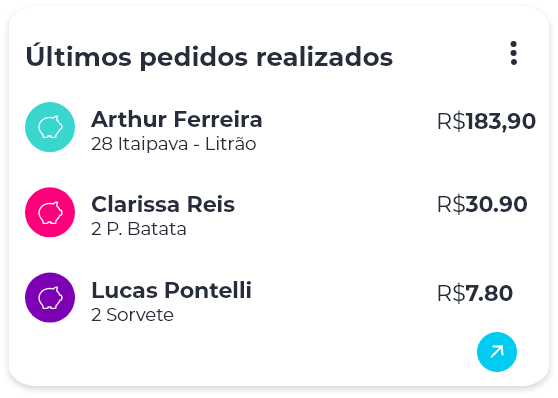 Últimos pedidos realizados
Arthur Ferreira
R$183,90
28 Itaipava - Litrão
Clarissa Reis
R$30.90
2 P. Batata
Lucas Pontelli
R$7.80
2 Sorvete